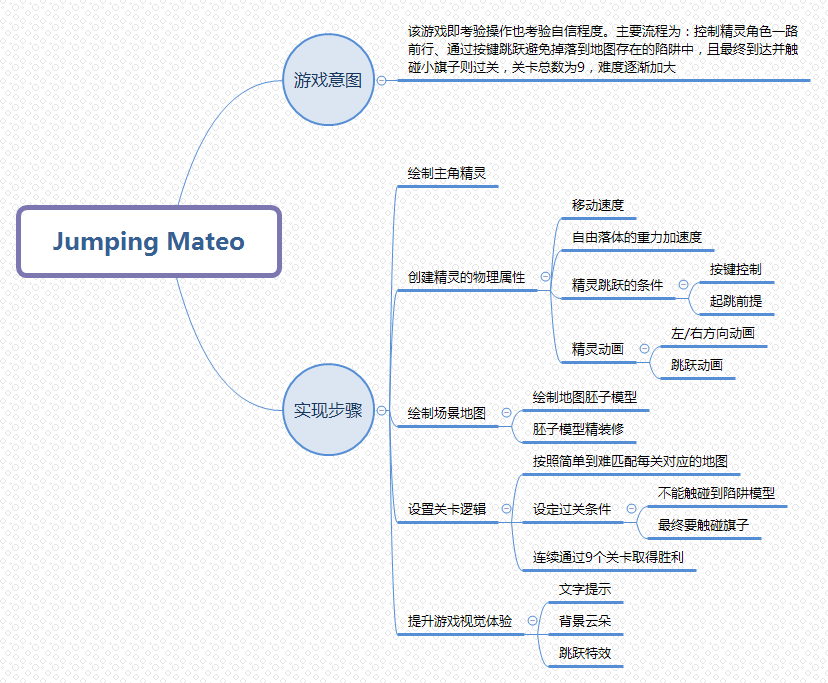 该游戏即考验操作也考验自信程度。主要流程为：控制精灵角色一路
前行、通过按键跳跃避免掉落到地图存在的陷阱中，且最终到达并触
碰小旗子则过关，关卡总数为9，难度逐渐加大
游戏意图
Jumping Mateo
实现步骤
绘制主角精灵
创建精灵的物理属性
移动速度
自由落体的重力加速度
精灵跳跃的条件
按键控制
起跳前提
精灵动画
左/右方向动画
跳跃动画
绘制场景地图
绘制地图胚子模型
胚子模型精装修
设置关卡逻辑
按照简单到难匹配每关对应的地图
设定过关条件
不能触碰到陷阱模型
最终要触碰旗子
连续通过9个关卡取得胜利
提升游戏视觉体验
文字提示
背景云朵
跳跃特效